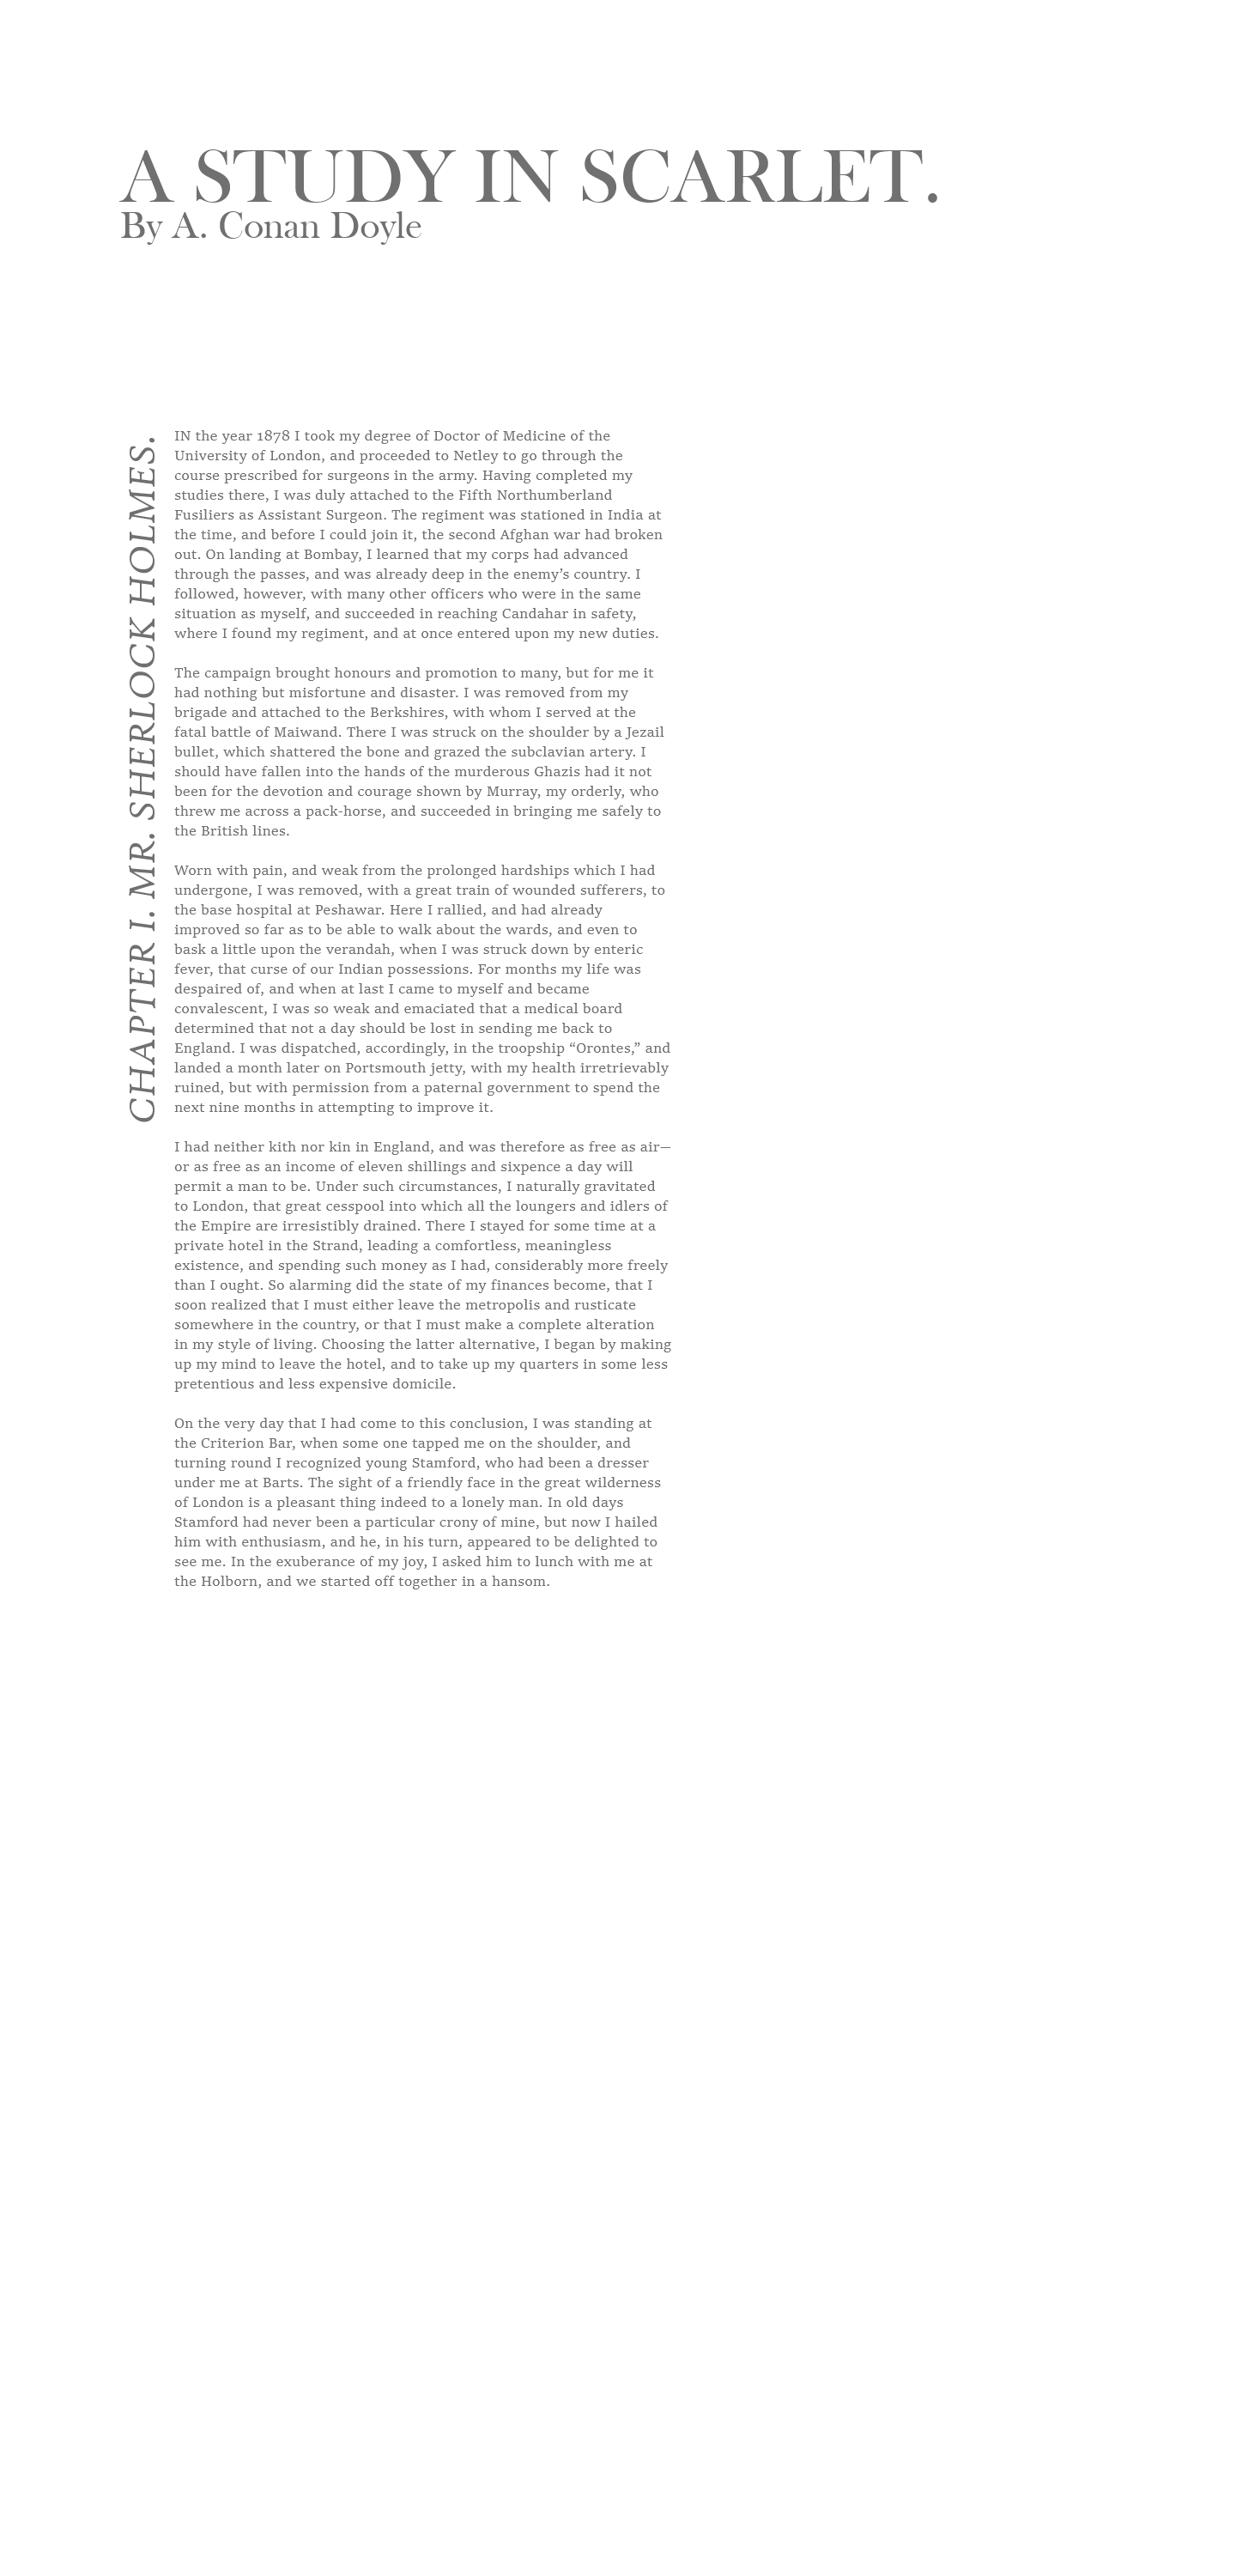 A STUDY IN SCARLET.
By A. Conan Doyle
CHAPTER I. MR. SHERLOCK HOLMES.
IN the year 1878 I took my degree of Doctor of Medicine of the
University of London, and proceeded to Netley to go through the
course prescribed for surgeons in the army. Having completed my
studies there, I was duly attached to the Fifth Northumberland
Fusiliers as Assistant Surgeon. The regiment was stationed in India at
the time, and before I could join it, the second Afghan war had broken
out. On landing at Bombay, I learned that my corps had advanced
through the passes, and was already deep in the enemy’s country. I
followed, however, with many other officers who were in the same
situation as myself, and succeeded in reaching Candahar in safety,
where I found my regiment, and at once entered upon my new duties.
The campaign brought honours and promotion to many, but for me it
had nothing but misfortune and disaster. I was removed from my
brigade and attached to the Berkshires, with whom I served at the
fatal battle of Maiwand. There I was struck on the shoulder by a Jezail
bullet, which shattered the bone and grazed the subclavian artery. I
should have fallen into the hands of the murderous Ghazis had it not
been for the devotion and courage shown by Murray, my orderly, who
threw me across a pack-horse, and succeeded in bringing me safely to
the British lines.
Worn with pain, and weak from the prolonged hardships which I had
undergone, I was removed, with a great train of wounded sufferers, to
the base hospital at Peshawar. Here I rallied, and had already
improved so far as to be able to walk about the wards, and even to
bask a little upon the verandah, when I was struck down by enteric
fever, that curse of our Indian possessions. For months my life was
despaired of, and when at last I came to myself and became
convalescent, I was so weak and emaciated that a medical board
determined that not a day should be lost in sending me back to
England. I was dispatched, accordingly, in the troopship “Orontes,” and
landed a month later on Portsmouth jetty, with my health irretrievably
ruined, but with permission from a paternal government to spend the
next nine months in attempting to improve it.
I had neither kith nor kin in England, and was therefore as free as air—
or as free as an income of eleven shillings and sixpence a day will
permit a man to be. Under such circumstances, I naturally gravitated
to London, that great cesspool into which all the loungers and idlers of
the Empire are irresistibly drained. There I stayed for some time at a
private hotel in the Strand, leading a comfortless, meaningless
existence, and spending such money as I had, considerably more freely
than I ought. So alarming did the state of my finances become, that I
soon realized that I must either leave the metropolis and rusticate
somewhere in the country, or that I must make a complete alteration
in my style of living. Choosing the latter alternative, I began by making
up my mind to leave the hotel, and to take up my quarters in some less
pretentious and less expensive domicile.
On the very day that I had come to this conclusion, I was standing at
the Criterion Bar, when some one tapped me on the shoulder, and
turning round I recognized young Stamford, who had been a dresser
under me at Barts. The sight of a friendly face in the great wilderness
of London is a pleasant thing indeed to a lonely man. In old days
Stamford had never been a particular crony of mine, but now I hailed
him with enthusiasm, and he, in his turn, appeared to be delighted to
see me. In the exuberance of my joy, I asked him to lunch with me at
the Holborn, and we started off together in a hansom.